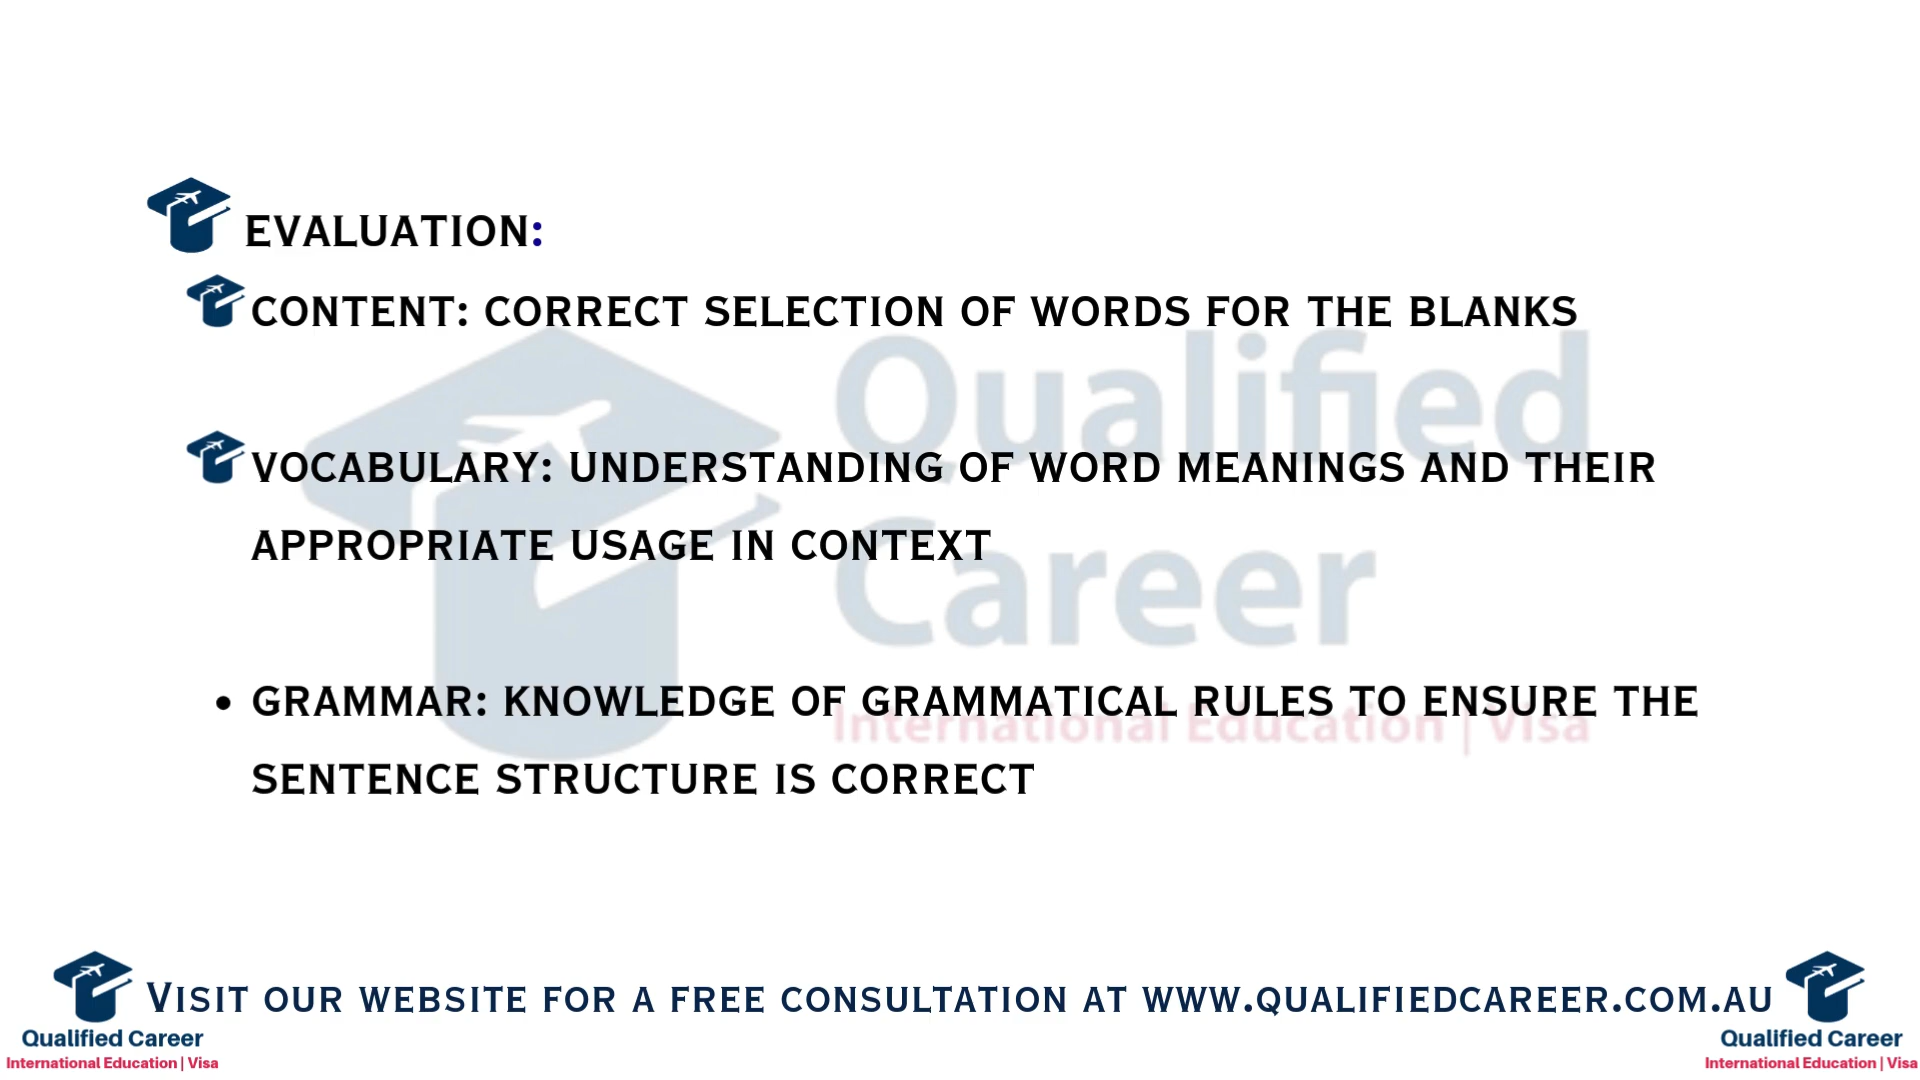 EVALUATION:
CONTENT: CORRECT SELECTION OF WORDS FOR THE BLANKS
VOCABULARY: UNDERSTANDING OF WORD MEANINGS AND THEIR
APPROPRIATE USAGE IN CONTEXT
• GRAMMAR: KNOWLEDGE OF GRAMMATICAL RULES TO ENSURE THE
SENTENCE STRUCTURE IS CORRECT
Qualified
Career
International Education | Visa
VISIT OUR WEBSITE FOR A FREE CONSULTATION AT WWW.QUALIFIEDCAREER.COM.AU
Qualified Career
International Education | Visa
Qualified Career
International Education | Visa